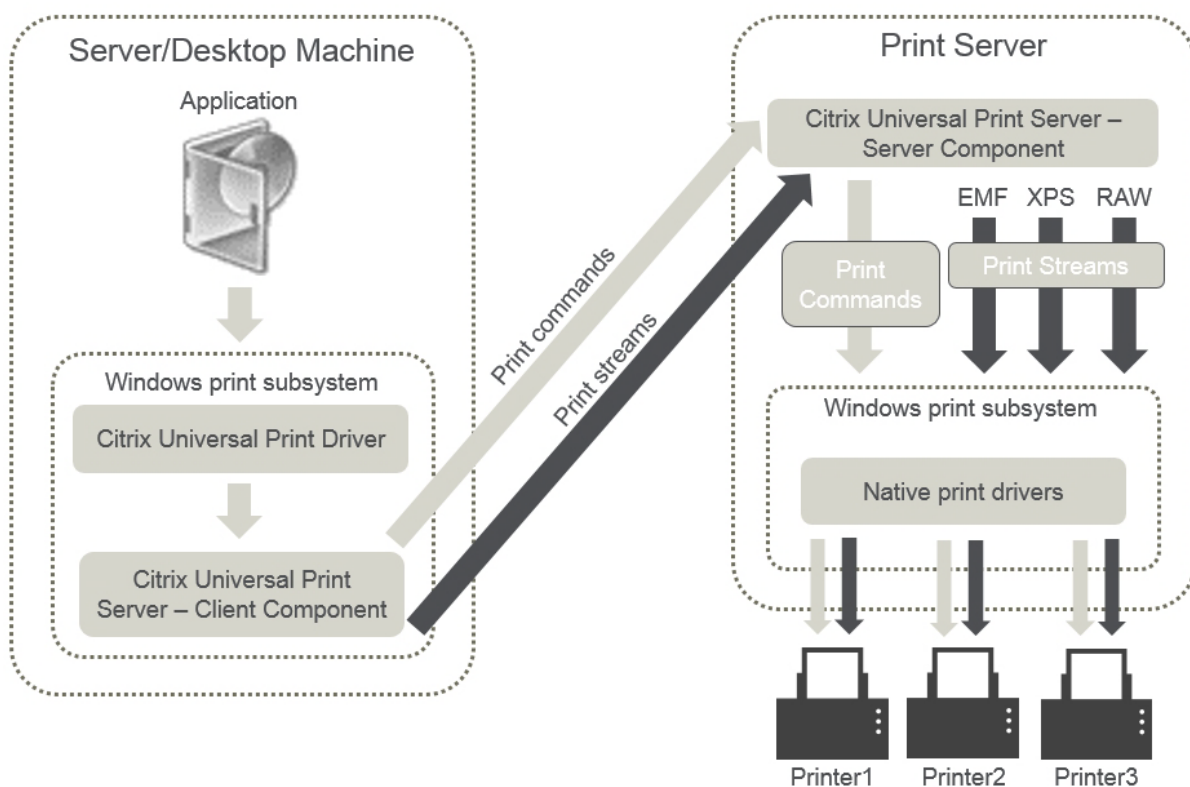 Server/Desktop Machine
Application
Windows print subsystem
Citrix Universal Print Driver
Citrix Universal Print
Server – Client Component
Print commands
Print streams
Print Server
Citrix Universal Print Server –
Server Component
EMF XPS RAW
Print
Commands
Print Streams
Windows print subsystem
Native print drivers
Printer1 Printer2 Printer3